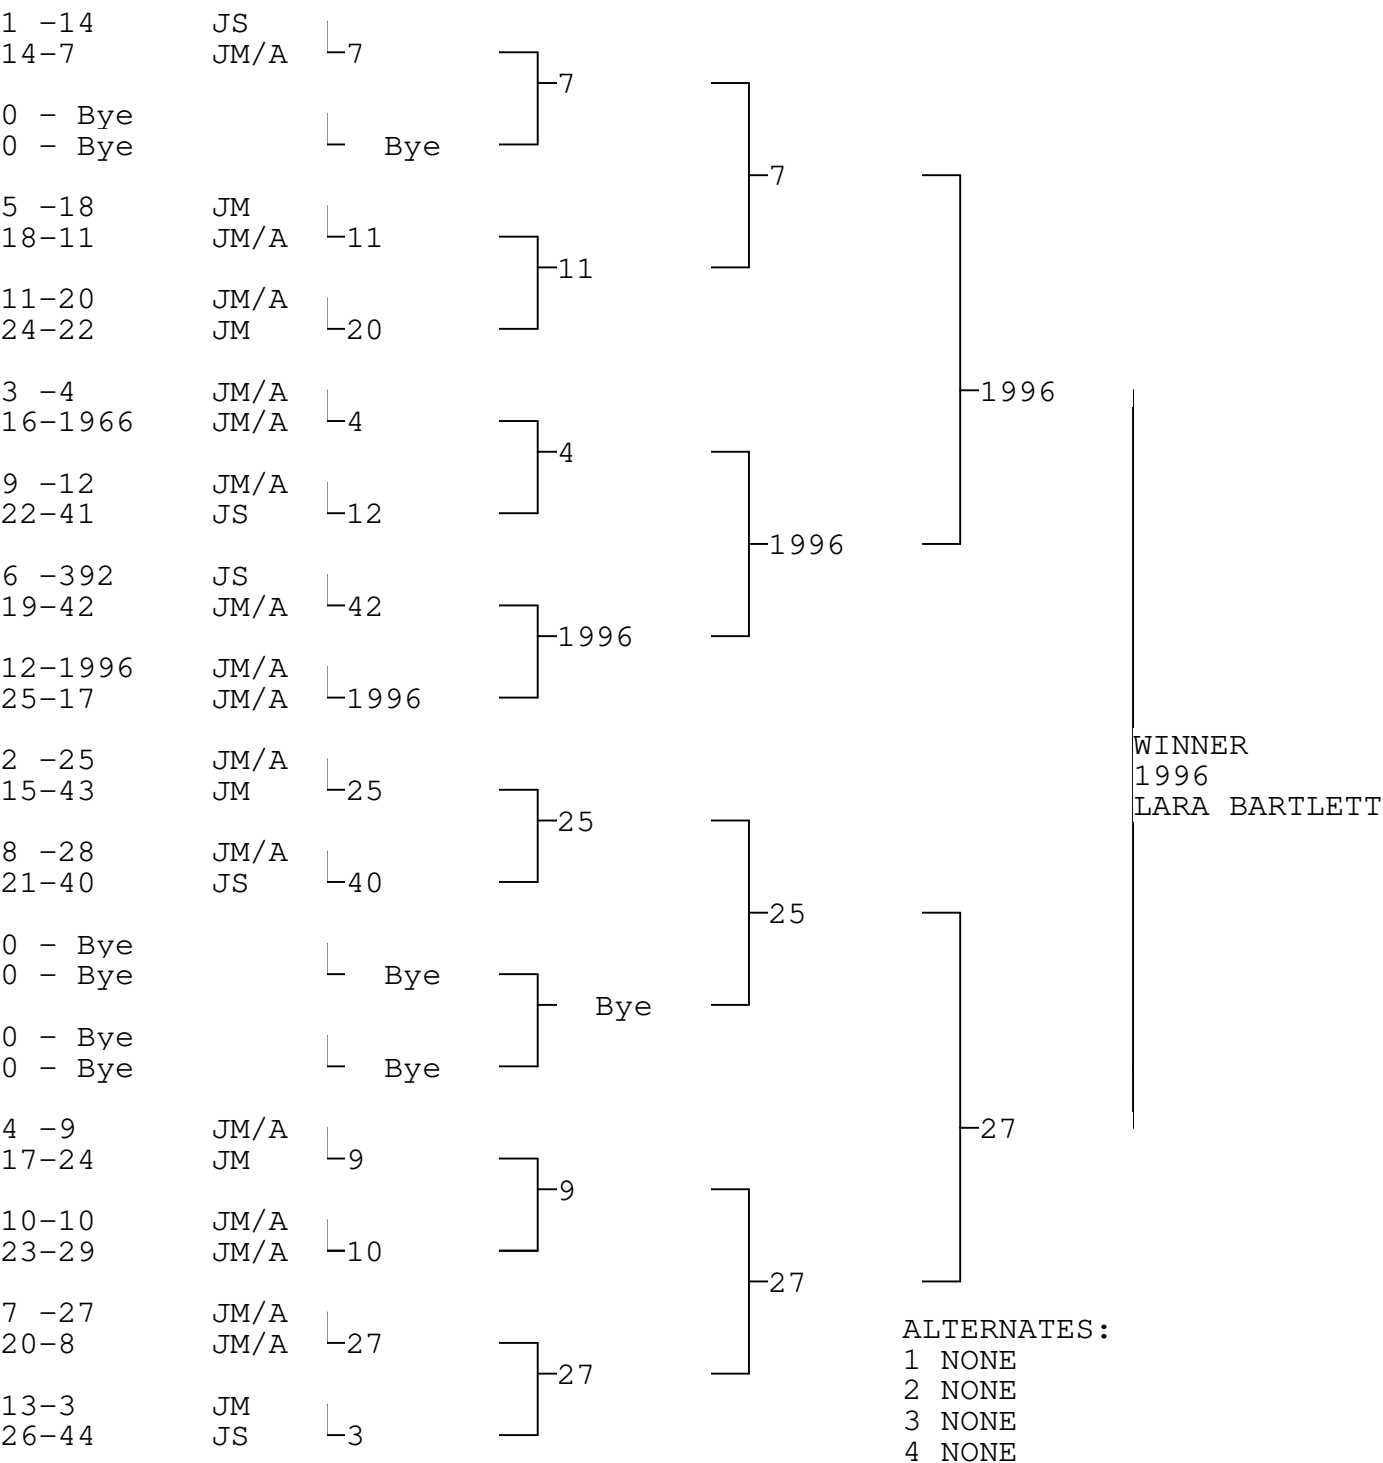 1 -14 JS
14-7 JM/A 7
7
0 - Bye
0 - Bye Bye
7
5 -18 JM
18-11 JM/A 11
11
11-20 JM/A
24-22 JM 20
3 -4 JM/A 1996
16-1966 JM/A 4
4
9 -12 JM/A
22-41 JS 12
1996
6 -392 JS
19-42 JM/A 42
1996
12-1996 JM/A
25-17 JM/A 1996
WINNER
2 -25 JM/A
1996
15-43 JM 25
LARA BARTLETT
25
8 -28 JM/A
21-40 JS 40
25
0 - Bye
0 - Bye Bye
Bye
0 - Bye
0 - Bye Bye
4 -9 JM/A 27
17-24 JM 9
9
10-10 JM/A
23-29 JM/A 10
27
7 -27 JM/A
ALTERNATES:
20-8 JM/A 27
1 NONE
27
2 NONE
13-3 JM
3 NONE
26-44 JS 3
4 NONE